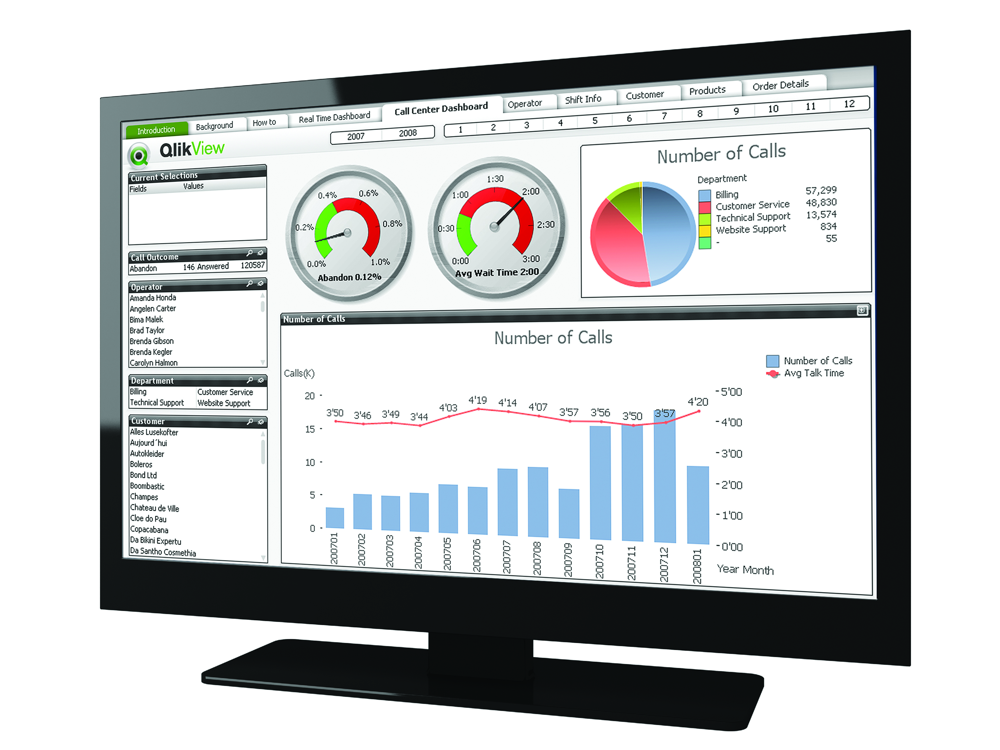 Introduction
Background
How to
Real Time Dashboard
Call Center Dashboard
Operator
Shift Info
Customer
Products
Order Details
QlikView
2007 2008
1 2 3 4 5 6 7 8 9 10 11 12
Current Selections
Fields Values
Call Outcome
Abandon 146 Answered 120587
Operator
Amanda Honda
Angelen Carter
Bima Malek
Brad Taylor
Brenda Gibson
Brenda Kegler
Carolyn Halmon
Department
Billing Customer Service
Technical Support Website Support
Customer
Alles Lusekofter
Aujourd´hui
Autokleider
Boleros
Bond Ltd
Boombastic
Champes
Chateau de Ville
Cloe do Pau
Copacabana
Da Bikini Expertu
Da Santho Cosmethia
0.4% 0.6%
0.2% 0.8%
0.0% 1.0%
Abandon 0.12%
1:30
1:00 2:00
0:30 2:30
0:00 3:00
Avg Wait Time 2:00
Number of Calls
Department
Billing 57,299
Customer Service 48,830
Technical Support 13,574
Website Support 834
- 55
Number of Calls
Number of Calls
Number of Calls
Avg Talk Time
Calls(K)
20
15
10
5
0
3'50 3'46 3'49 3'44 4'03 4'19 4'14 4'07 3'57 3'56 3'50 3'57 4'20
5'00
4'00
3'00
2'00
1'00
0'00
200701 200702 200703 200704 200705 200706 200707 200708 200709 200710 200711 200712 200801
Year Month